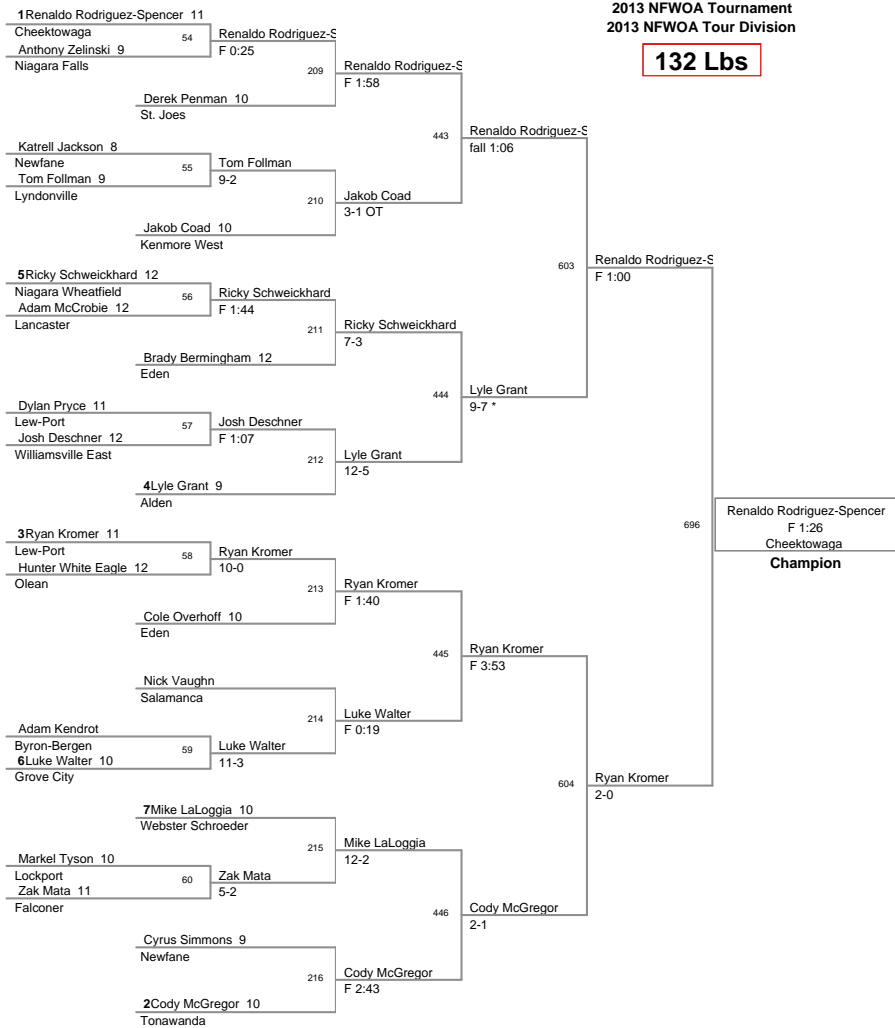 2013 NFWOA Tournament
2013 NFWOA Tour Division
132 Lbs
1Renaldo Rodriguez-Spencer 11
Cheektowaga
54
Anthony Zelinski 9
Niagara Falls
Renaldo Rodriguez-S
F 0:25
209
Derek Penman 10
St. Joes
Renaldo Rodriguez-S
F 1:58
Katrell Jackson 8
Newfane
55
Tom Follman 9
Lyndonville
Tom Follman
9-2
210
Jakob Coad 10
Kenmore West
Jakob Coad
3-1 OT
443
Renaldo Rodriguez-S
fall 1:06
5Ricky Schweickhard 12
Niagara Wheatfield
56
Adam McCrobie 12
Lancaster
Ricky Schweickhard
F 1:44
211
Brady Bermingham 12
Eden
Ricky Schweickhard
7-3
Dylan Pryce 11
Lew-Port
57
Josh Deschner 12
Williamsville East
Josh Deschner
F 1:07
212
4Lyle Grant 9
Alden
Lyle Grant
12-5
444
Lyle Grant
9-7 *
603
Renaldo Rodriguez-S
F 1:00
3Ryan Kromer 11
Lew-Port
58
Hunter White Eagle 12
Olean
Ryan Kromer
10-0
213
Cole Overhoff 10
Eden
Ryan Kromer
F 1:40
Nick Vaughn
Salamanca
214
Adam Kendrot
Byron-Bergen
59
6Luke Walter 10
Grove City
Luke Walter
11-3
Luke Walter
F 0:19
445
Ryan Kromer
F 3:53
7Mike LaLoggia 10
Webster Schroeder
215
Markel Tyson 10
Lockport
60
Zak Mata 11
Falconer
Zak Mata
5-2
Mike LaLoggia
12-2
Cyrus Simmons 9
Newfane
216
2Cody McGregor 10
Tonawanda
Cody McGregor
F 2:43
446
Cody McGregor
2-1
604
Ryan Kromer
2-0
696
Renaldo Rodriguez-Spencer
F 1:26
Cheektowaga
Champion